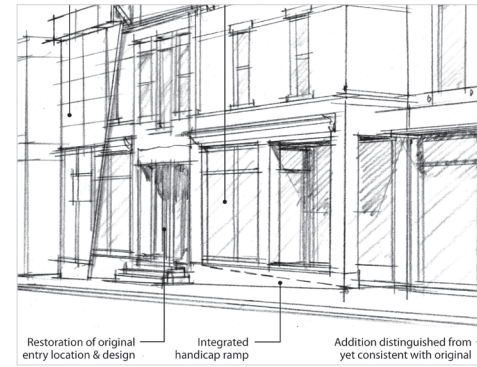 Restoration of original
entry location & design
Integrated
handicap ramp
Addition distinguished from
yet consistent with original